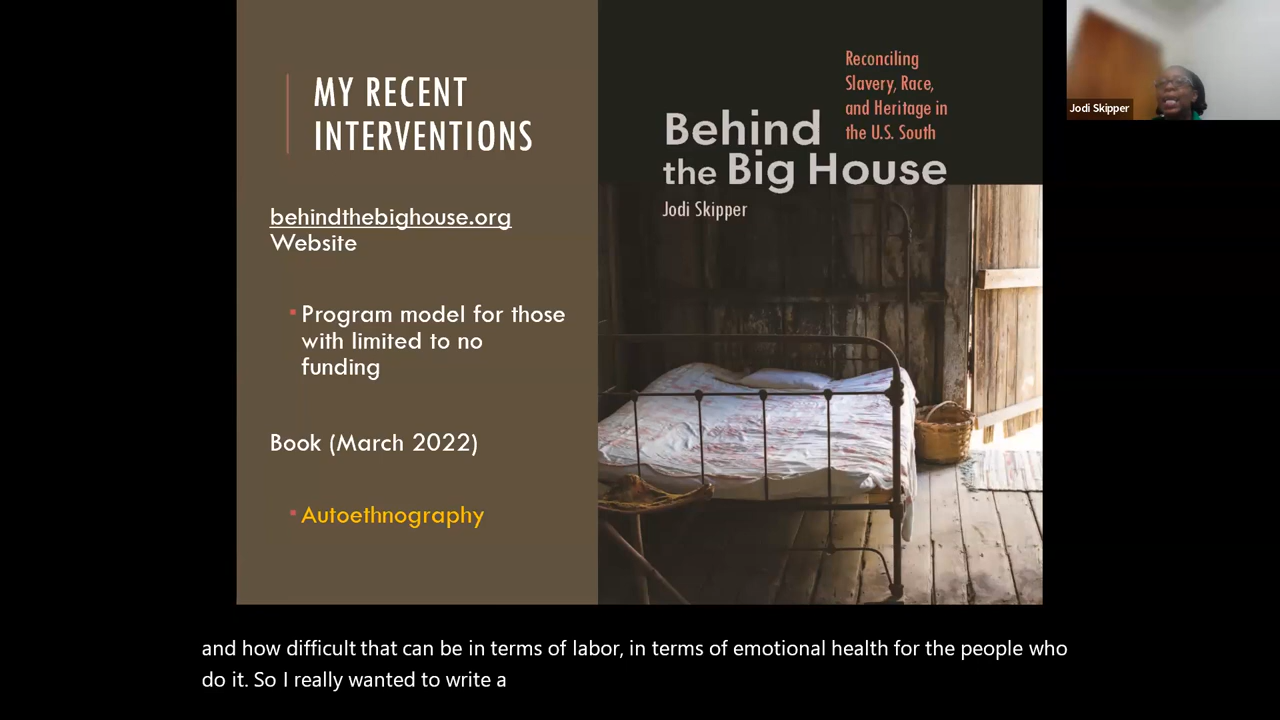 MY RECENT
INTERVENTIONS
behindthebighouse.org
Website
Program model for those
with limited to no
funding
Book (March 2022)
Autoethnography
Reconciling
Slavery, Race,
and Heritage in
the U.S. South
Behind
the Big House
Jodi Skipper
Jodi Skipper
and how difficult that can be in terms of labor, in terms of emotional health for the people who
do it. So I really wanted to write a